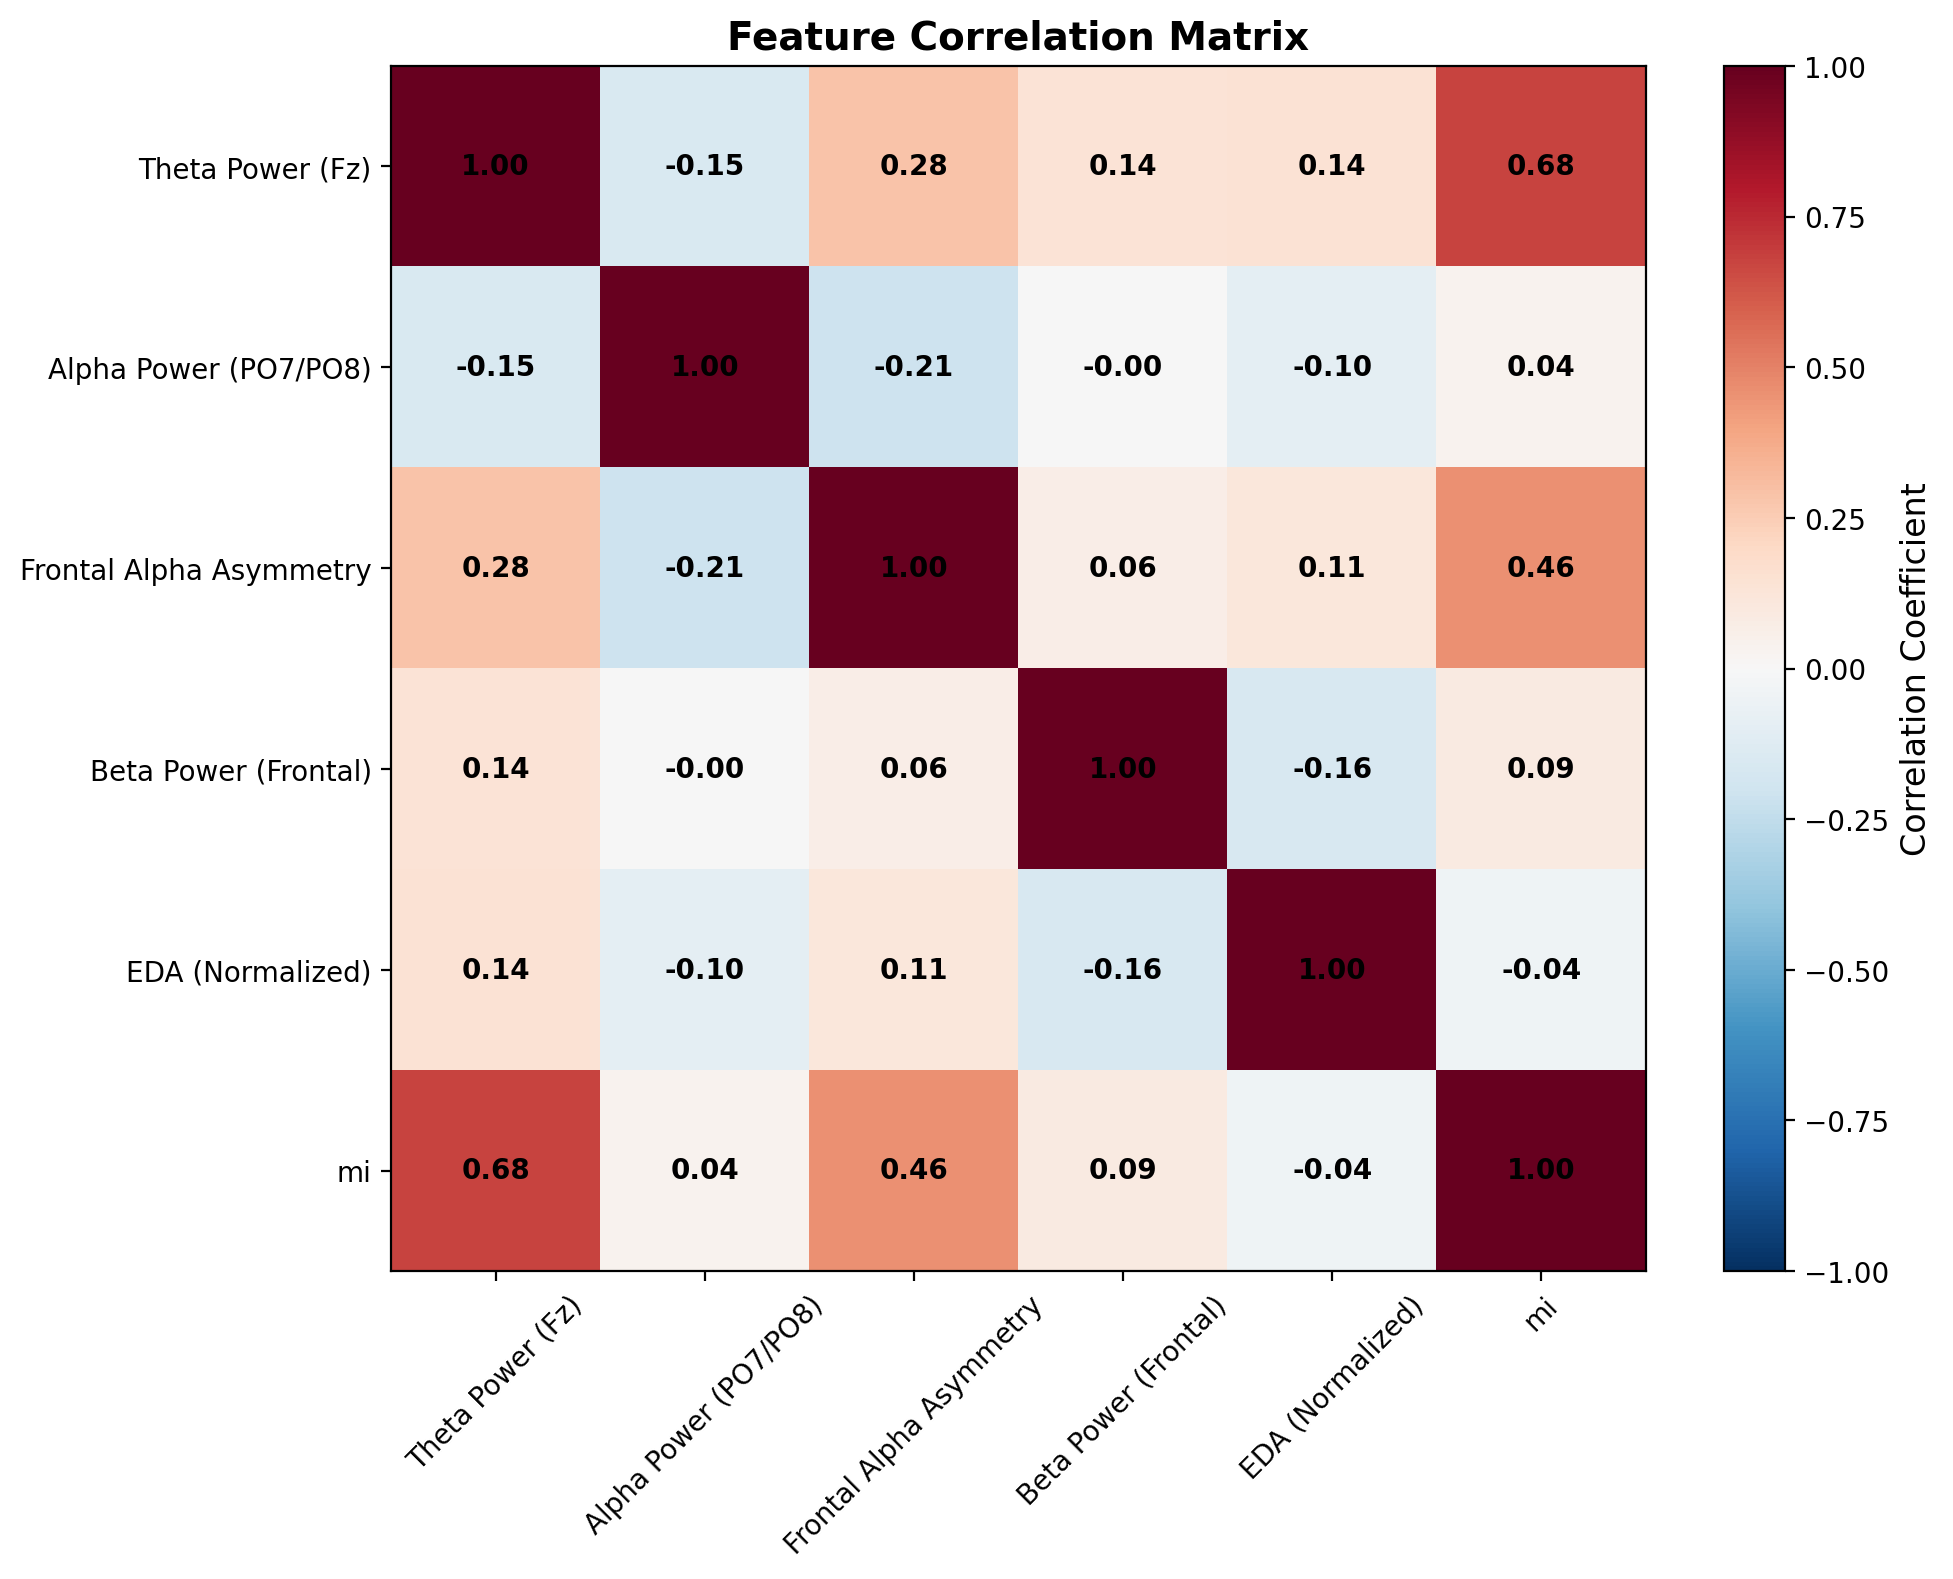 Feature Correlation Matrix
Theta Power (Fz) 1.00 -0.15 0.28 0.14 0.14 0.68
Alpha Power (PO7/PO8) -0.15 1.00 -0.21 -0.00 -0.10 0.04
Frontal Alpha Asymmetry 0.28 -0.21 1.00 0.06 0.11 0.46
Beta Power (Frontal) 0.14 -0.00 0.06 1.00 -0.16 0.09
EDA (Normalized) 0.14 -0.10 0.11 -0.16 1.00 -0.04
mi 0.68 0.04 0.46 0.09 -0.04 1.00
Theta Power (Fz)
Alpha Power (PO7/PO8)
Frontal Alpha Asymmetry
Beta Power (Frontal)
EDA (Normalized)
mi
1.00
0.75
0.50
0.25
0.00
−0.25
−0.50
−0.75
−1.00
Correlation Coefficient